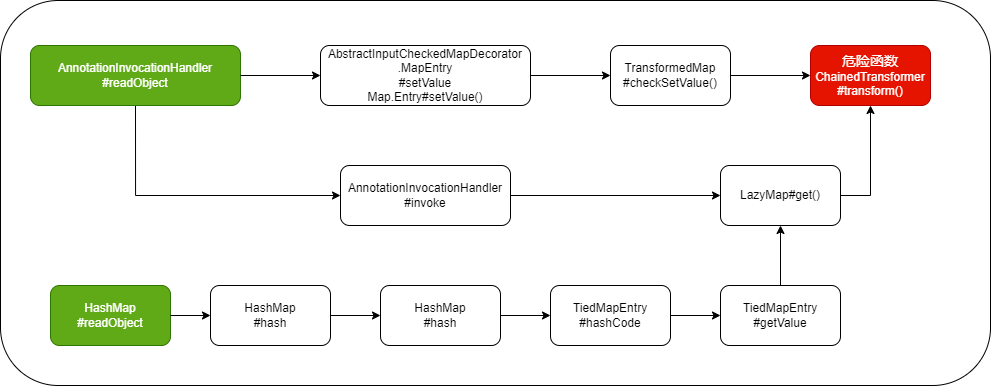 AnnotationInvocationHandler
#readObject
AbstractInputCheckedMapDecorator
.MapEntry
#setValue
Map.Entry#setValue()
TransformedMap
#checkSetValue()
危险函数
ChainedTransformer
#transform()
AnnotationInvocationHandler
#invoke
LazyMap#get()
HashMap
#readObject
HashMap
#hash
HashMap
#hash
TiedMapEntry
#hashCode
TiedMapEntry
#getValue